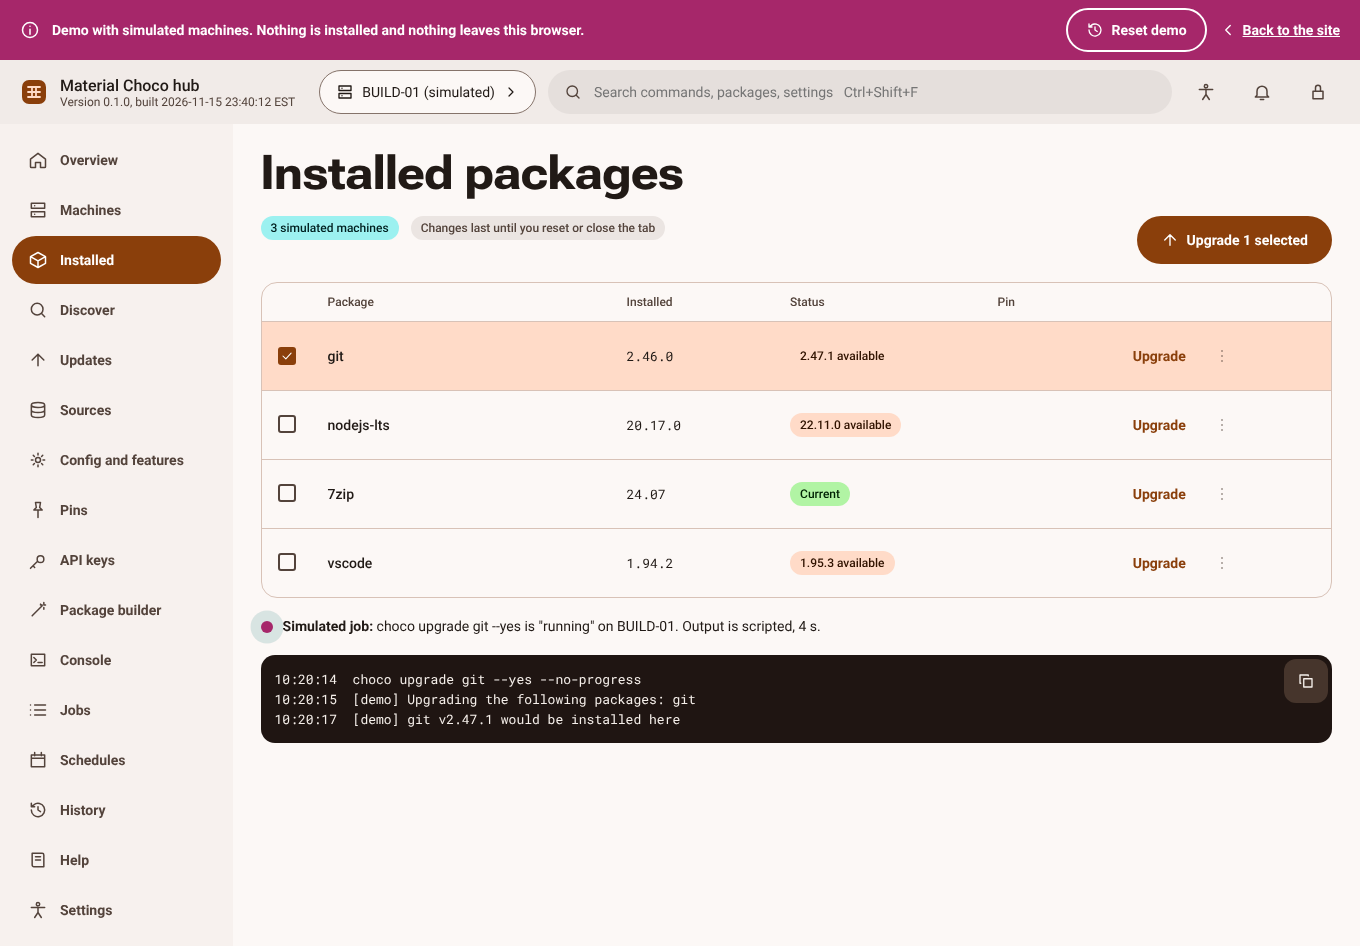 Demo with simulated machines. Nothing is installed and nothing leaves this browser.
Reset demo
Back to the site
Material Choco hub
Version 0.1.0, built 2026-11-15 23:40:12 EST
BUILD-01 (simulated)
Search commands, packages, settings Ctrl+Shift+F
Overview
Machines
Installed
Discover
Updates
Sources
Config and features
Pins
API keys
Package builder
Console
Jobs
Schedules
History
Help
Settings
Installed packages
3 simulated machines
Changes last until you reset or close the tab
Upgrade 1 selected
Package Installed Status Pin
git 2.46.0 2.47.1 available Upgrade
nodejs-lts 20.17.0 22.11.0 available Upgrade
7zip 24.07 Current Upgrade
vscode 1.94.2 1.95.3 available Upgrade
Simulated job: choco upgrade git --yes is "running" on BUILD-01. Output is scripted, 4 s.
10:20:14 choco upgrade git --yes --no-progress
10:20:15 [demo] Upgrading the following packages: git
10:20:17 [demo] git v2.47.1 would be installed here